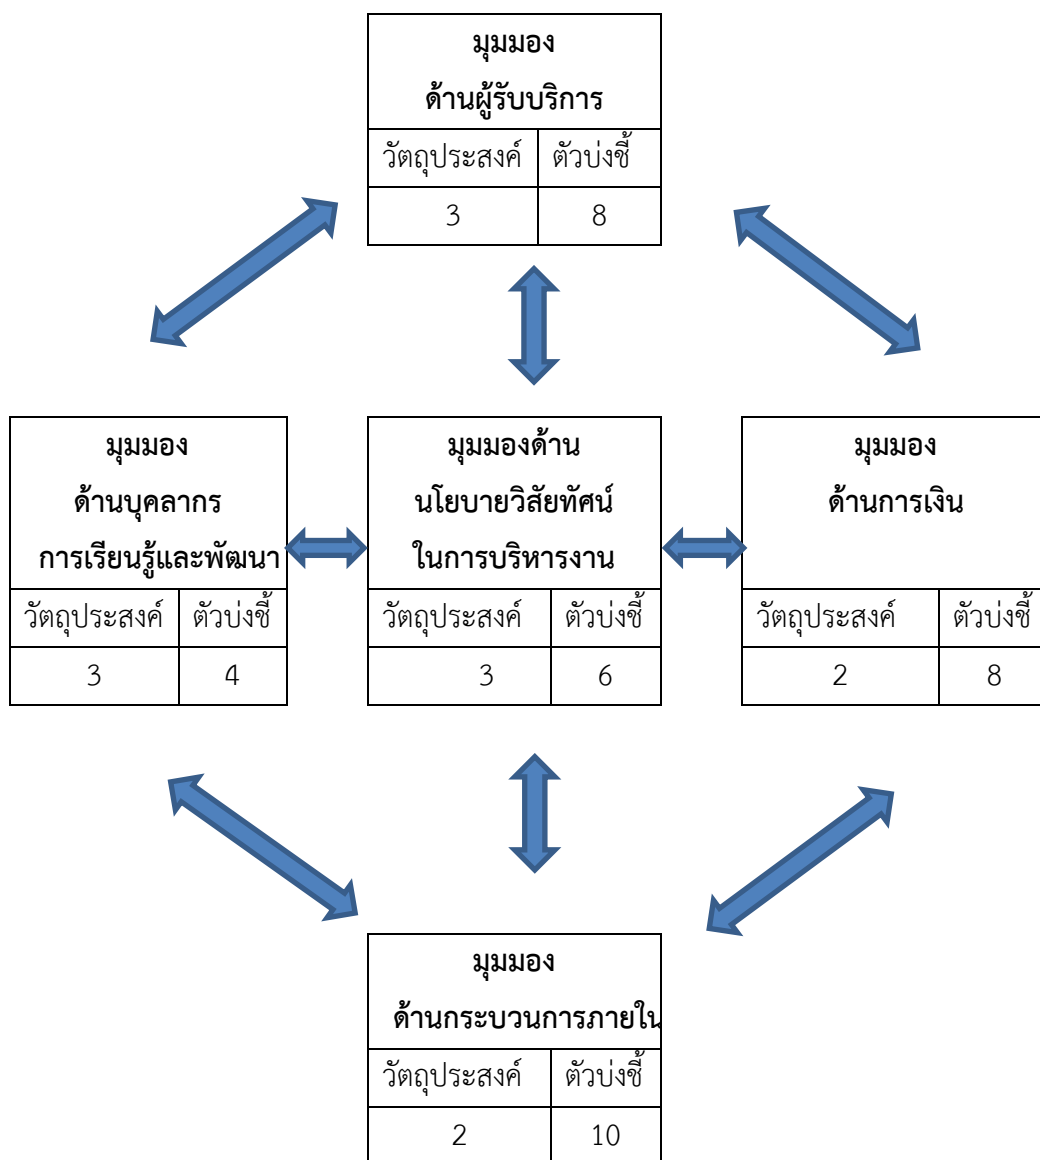 มุมมอง
ด้านผู้รับบริการ
วัตถุประสงค์ ตัวบ่งชี้
3 8
มุมมอง
ด้านบุคลากร
การเรียนรู้และพัฒนา
วัตถุประสงค์ ตัวบ่งชี้
3 4
มุมมองด้าน
นโยบายวิสัยทัศน์
ในการบริหารงาน
วัตถุประสงค์ ตัวบ่งชี้
3 6
มุมมอง
ด้านการเงิน
วัตถุประสงค์ ตัวบ่งชี้
2 8
มุมมอง
ด้านกระบวนการภายใน
วัตถุประสงค์ ตัวบ่งชี้
2 10